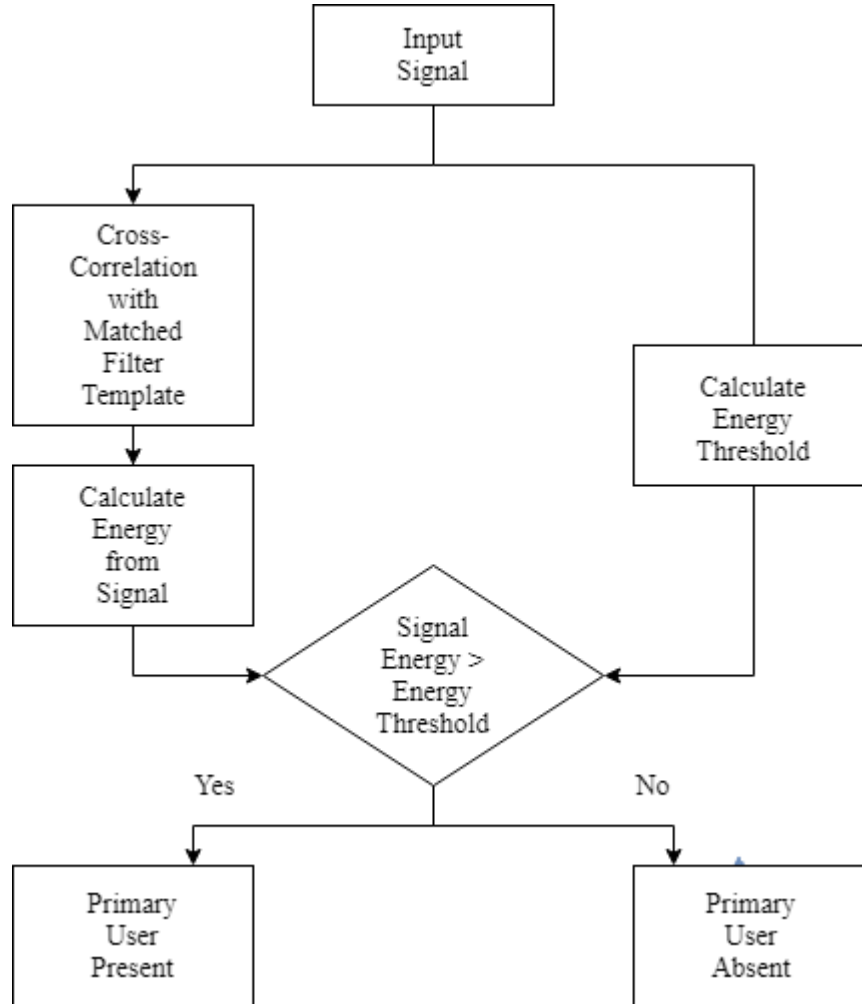 Input
Signal
Cross-
Correlation
with
Matched
Filter
Template
Calculate
Energy
Threshold
Calculate
Energy
from
Signal
Signal
Energy >
Energy
Threshold
Yes
No
Primary
User
Present
Primary
User
Absent